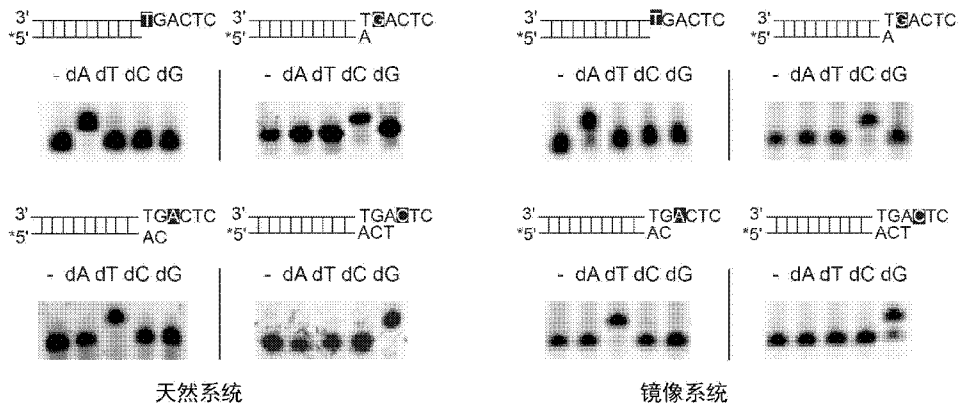 3' TGACTC
*5'
- dA dT dC dG
3' TGACTC
*5' A
- dA dT dC dG
3' TGACTC
*5'
- dA dT dC dG
3' TGACTC
*5' A
- dA dT dC dG
3' TGACTC
*5' AC
- dA dT dC dG
3' TGACTC
*5' ACT
- dA dT dC dG
3' TGACTC
*5' AC
- dA dT dC dG
3' TGACTC
*5' ACT
- dA dT dC dG
天然系统
镜像系统